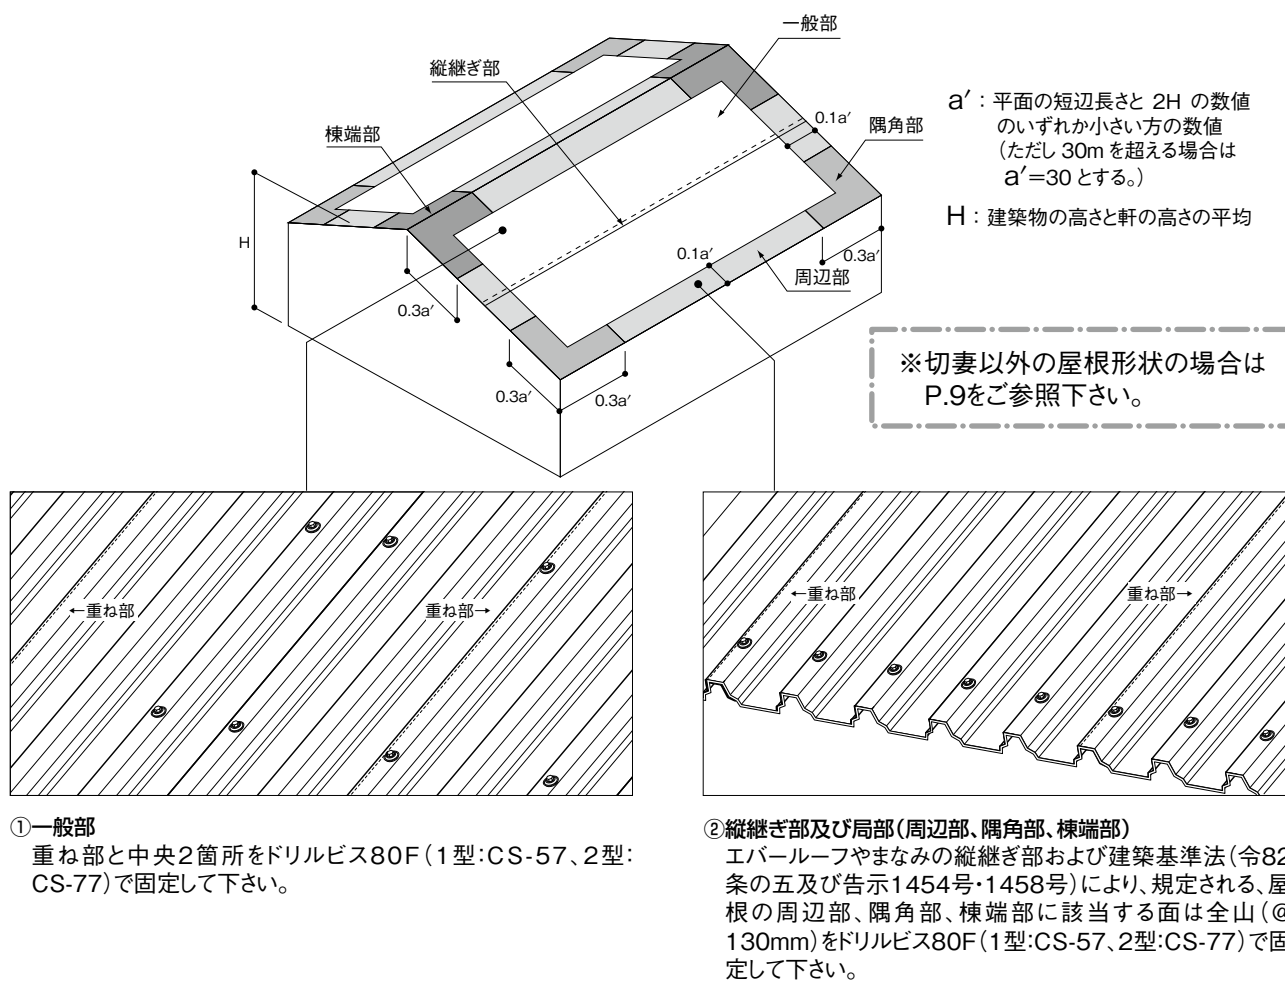 一般部
縦継ぎ部
棟端部
0.1a′
隅角部
a′：平面の短辺長さと 2H の数値
のいずれか小さい方の数値
（ただし 30m を超える場合は
a′＝30 とする。）
H：建築物の高さと軒の高さの平均
H
0.1a′
0.3a′
周辺部
0.3a′
0.3a′
0.3a′
※切妻以外の屋根形状の場合は
P.9をご参照下さい。
←重ね部
重ね部→
←重ね部
重ね部→
①一般部
重ね部と中央2箇所をドリルビス80F（1型：CS-57、2型：
CS-77）で固定して下さい。
②縦継ぎ部及び局部（周辺部、隅角部、棟端部）
エバールーフやまなみの縦継ぎ部および建築基準法（令82
条の五及び告示1454号・1458号）により、規定される、屋
根の周辺部、隅角部、棟端部に該当する面は全山（@
130mm）をドリルビス80F（1型：CS-57、2型：CS-77）で固
定して下さい。